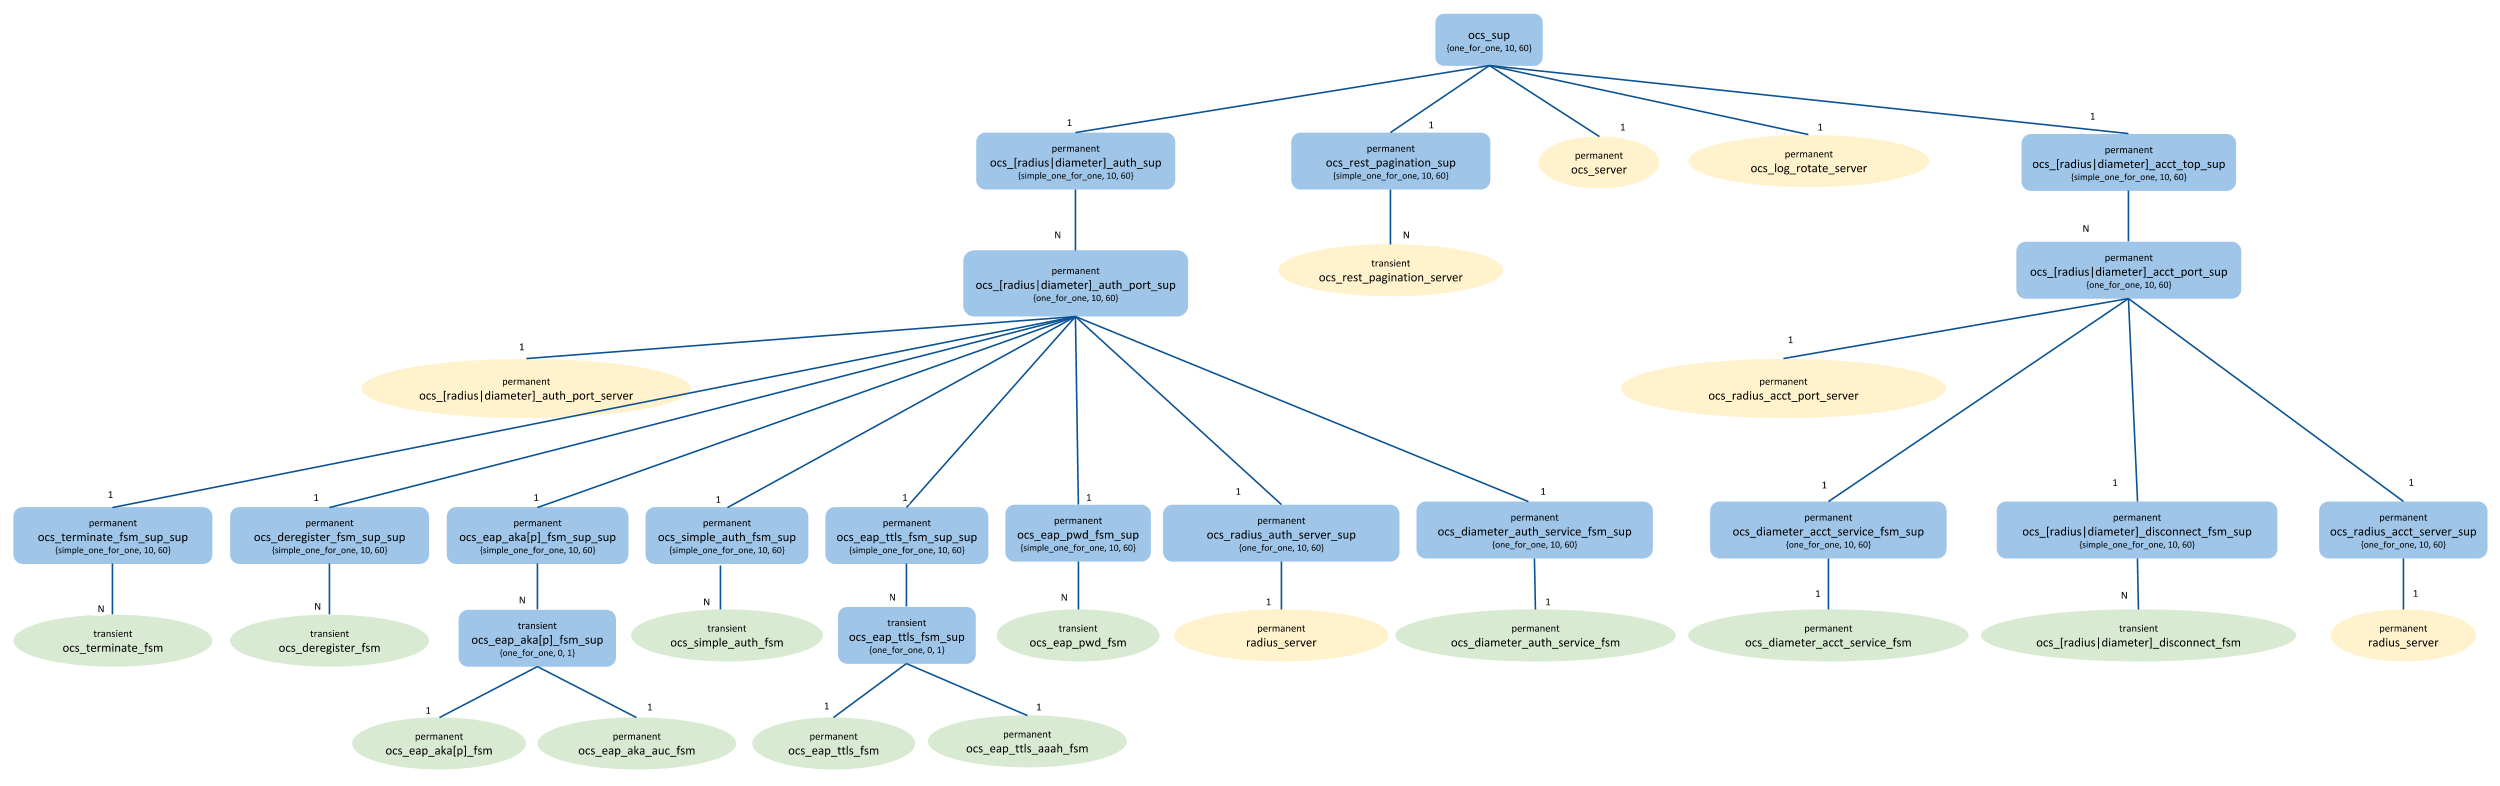 ocs_sup
{one_for_one, 10, 60}
1
1
1
1
1
permanent
ocs_[radius|diameter]_auth_sup
{simple_one_for_one, 10, 60}
permanent
ocs_rest_pagination_sup
{simple_one_for_one, 10, 60}
permanent
ocs_server
permanent
ocs_log_rotate_server
permanent
ocs_[radius|diameter]_acct_top_sup
{simple_one_for_one, 10, 60}
N
N
N
permanent
ocs_[radius|diameter]_auth_port_sup
{one_for_one, 10, 60}
transient
ocs_rest_pagination_server
permanent
ocs_[radius|diameter]_acct_port_sup
{one_for_one, 10, 60}
1
1
permanent
ocs_[radius|diameter]_auth_port_server
permanent
ocs_radius_acct_port_server
1
1
1
1
1
1
1
1
1
1
1
permanent
ocs_terminate_fsm_sup_sup
{simple_one_for_one, 10, 60}
permanent
ocs_deregister_fsm_sup_sup
{simple_one_for_one, 10, 60}
permanent
ocs_eap_aka[p]_fsm_sup_sup
{simple_one_for_one, 10, 60}
permanent
ocs_simple_auth_fsm_sup
{simple_one_for_one, 10, 60}
permanent
ocs_eap_ttls_fsm_sup_sup
{simple_one_for_one, 10, 60}
permanent
ocs_eap_pwd_fsm_sup
{simple_one_for_one, 10, 60}
permanent
ocs_radius_auth_server_sup
{one_for_one, 10, 60}
permanent
ocs_diameter_auth_service_fsm_sup
{one_for_one, 10, 60}
permanent
ocs_diameter_acct_service_fsm_sup
{one_for_one, 10, 60}
permanent
ocs_[radius|diameter]_disconnect_fsm_sup
{simple_one_for_one, 10, 60}
permanent
ocs_radius_acct_server_sup
{one_for_one, 10, 60}
N
N
N
N
N
N
1
1
1
N
1
transient
ocs_terminate_fsm
transient
ocs_deregister_fsm
transient
ocs_eap_aka[p]_fsm_sup
{one_for_one, 0, 1}
transient
ocs_simple_auth_fsm
transient
ocs_eap_ttls_fsm_sup
{one_for_one, 0, 1}
transient
ocs_eap_pwd_fsm
permanent
radius_server
permanent
ocs_diameter_auth_service_fsm
permanent
ocs_diameter_acct_service_fsm
transient
ocs_[radius|diameter]_disconnect_fsm
permanent
radius_server
1
1
1
1
permanent
ocs_eap_aka[p]_fsm
permanent
ocs_eap_aka_auc_fsm
permanent
ocs_eap_ttls_fsm
permanent
ocs_eap_ttls_aaah_fsm